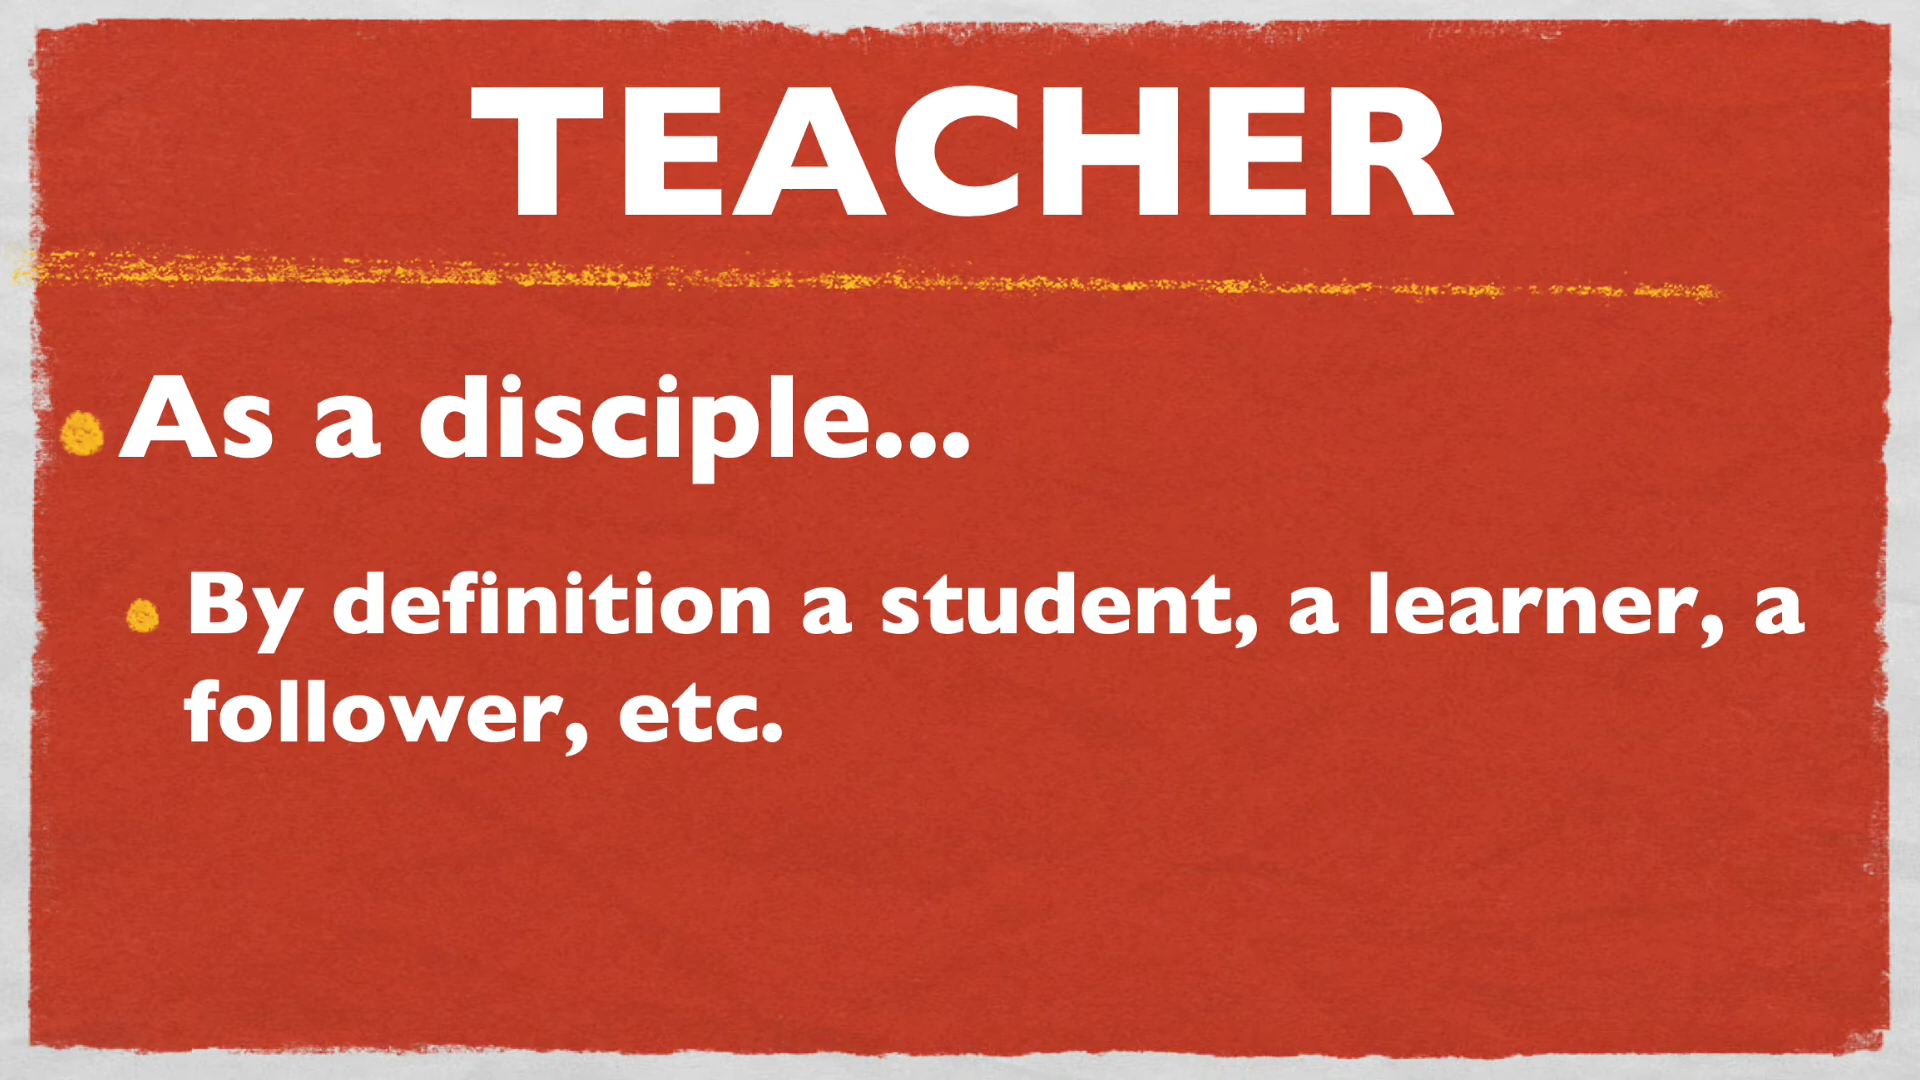 TEACHER
As a disciple...
By definition a student, a learner, a
follower, etc.